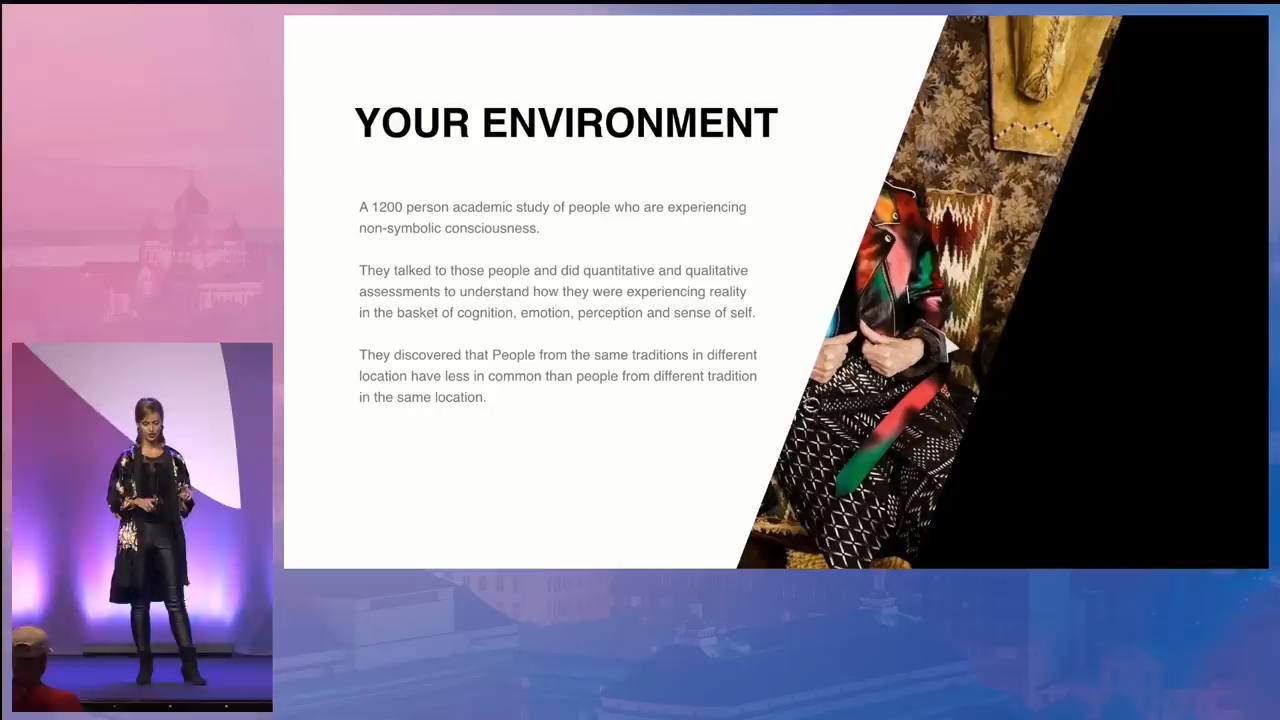 YOUR ENVIRONMENT
A 1200 person academic study of people who are experiencing
non-symbolic consciousness.
They talked to those people and did quantitative and qualitative
assessments to understand how they were experiencing reality
in the basket of cognition, emotion, perception and sense of self.
They discovered that People from the same traditions in different
location have less in common than people from different tradition
in the same location.